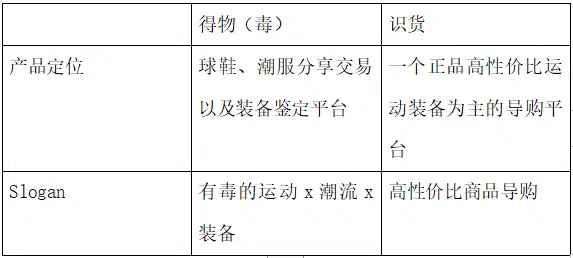 得物（毒） 识货
产品定位 球鞋、潮服分享交易 一个正品高性价比运
以及装备鉴定平台 动装备为主的导购平
台
Slogan 有毒的运动 x 潮流 x 高性价比商品导购
装备